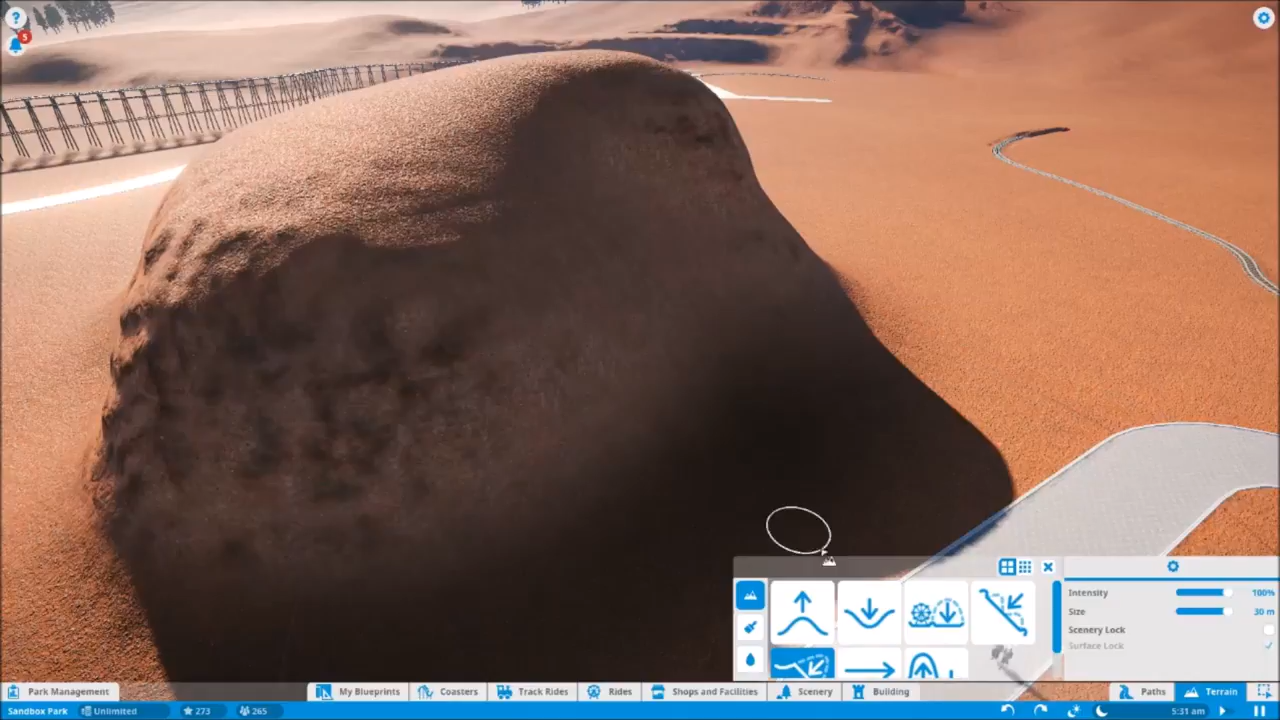 ?
5
Intensity 100%
Size 30 m
Scenery Lock
Surface Lock
Park Management My Blueprints Coasters Track Rides Rides Shops and Facilities Scenery Building Paths Terrain
Sandbox Park Unlimited 273 265 5:31 am